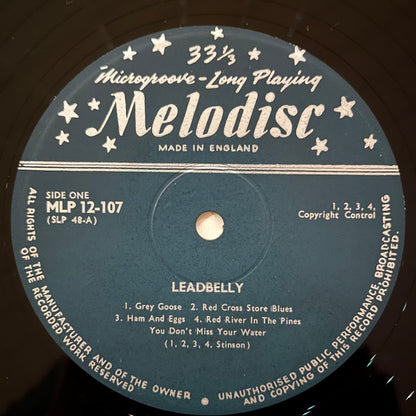 33⅓
Microgroove - Long Playing
Melodisc
MADE IN ENGLAND
SIDE ONE
MLP 12-107
(SLP 48-A)
1, 2, 3, 4,
Copyright Control
LEADBELLY
1. Grey Goose 2. Red Cross Store Blues
3. Ham And Eggs 4. Red River In The Pines
You Don't Miss Your Water
(1, 2, 3, 4, Stinson)
ALL RIGHTS OF THE MANUFACTURER AND OF THE OWNER
OF THE RECORDED WORK RESERVED
UNAUTHORISED PUBLIC PERFORMANCE, BROADCASTING
AND COPYING OF THIS RECORD PROHIBITED.